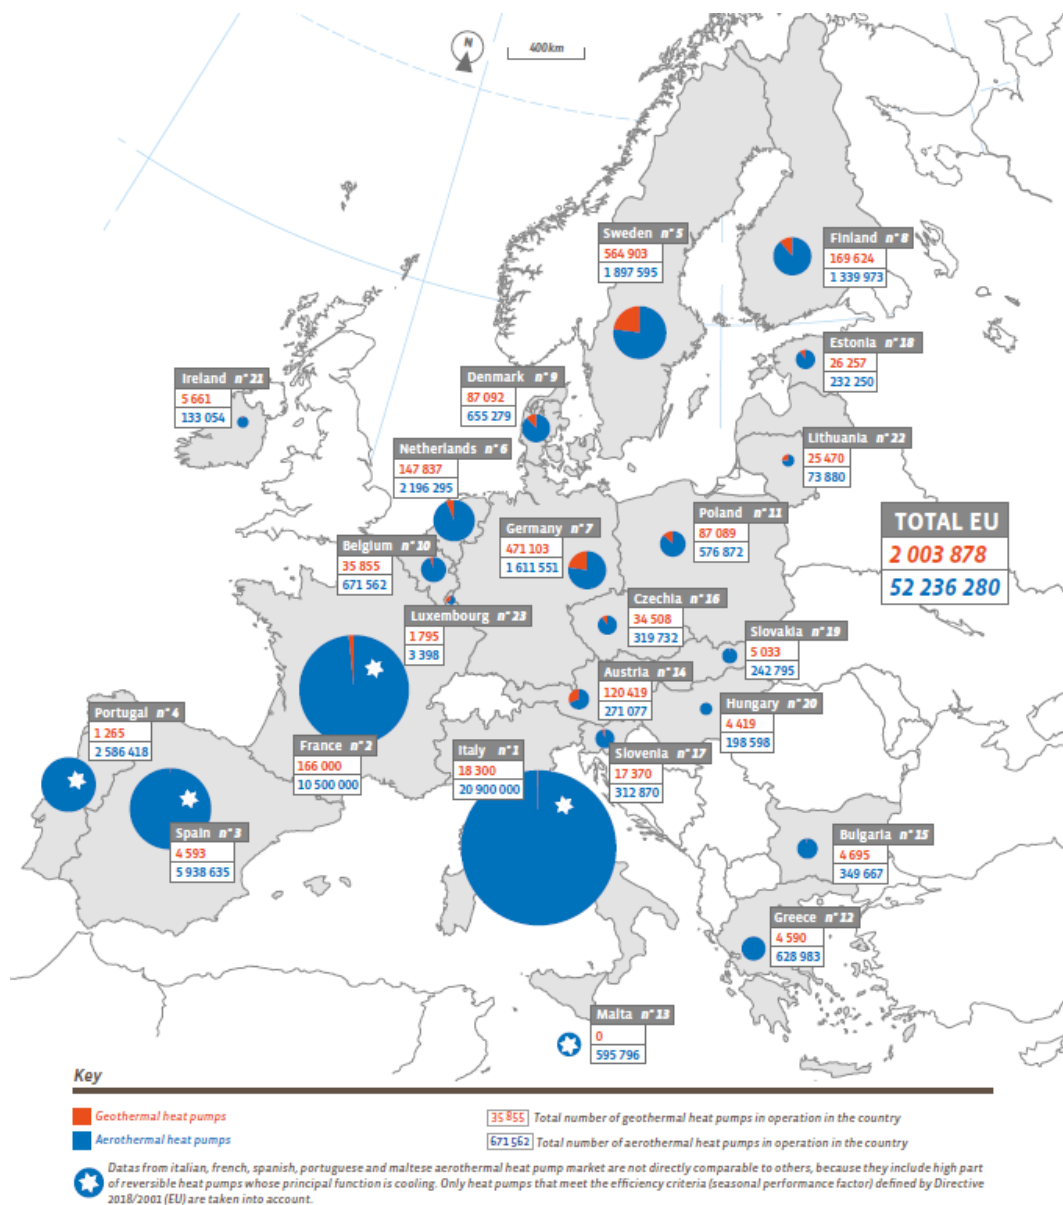 N
400km
Sweden n°5
564 903
1 897 595
Finland n°8
169 624
1 339 973
Estonia n°18
26 257
232 250
Ireland n°21
5 661
133 054
Denmark n°9
87 092
655 279
Lithuania n°22
25 470
73 880
Netherlands n°6
147 837
2 196 295
Germany n°7
471 103
1 611 551
Poland n°11
87 089
576 872
TOTAL EU
2 003 878
52 236 280
Belgium n°10
35 855
671 562
Luxembourg n°23
1 795
3 398
Czechia n°16
34 508
319 732
Slovakia n°19
5 033
242 795
Austria n°14
120 419
271 077
Hungary n°20
4 419
198 598
Portugal n°4
1 265
2 586 418
France n°2
166 000
10 500 000
Italy n°1
18 300
20 900 000
Slovenia n°17
17 370
312 870
Spain n°3
4 593
5 938 635
Bulgaria n°15
4 695
349 667
Greece n°12
4 590
628 983
Malta n°13
0
595 796
Key
Geothermal heat pumps
35 855 Total number of geothermal heat pumps in operation in the country
Aerothermal heat pumps
671 562 Total number of aerothermal heat pumps in operation in the country
Datas from italian, french, spanish, portuguese and maltese aerothermal heat pump market are not directly comparable to others, because they include high part
of reversible heat pumps whose principal function is cooling. Only heat pumps that meet the efficiency criteria (seasonal performance factor) defined by Directive
2018/2001 (EU) are taken into account.